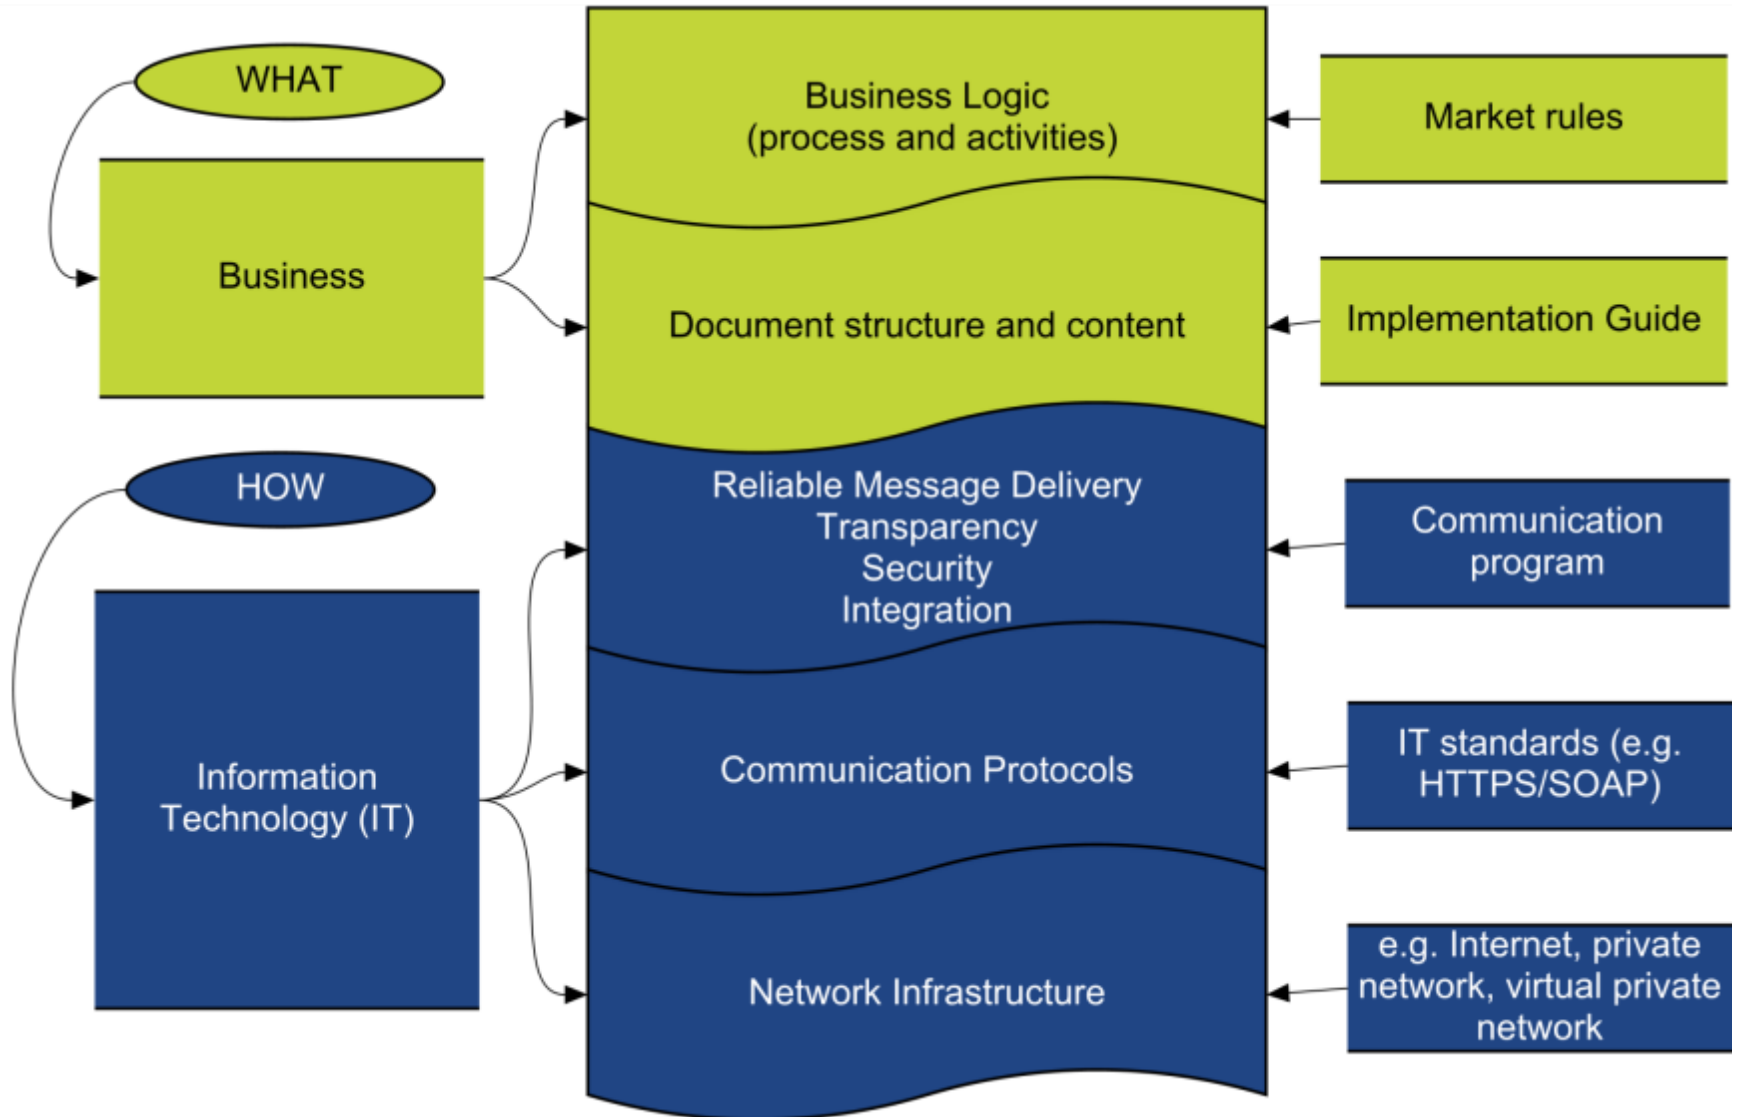 WHAT
Business
Business Logic
(process and activities)
Market rules
Document structure and content
Implementation Guide
HOW
Information
Technology (IT)
Reliable Message Delivery
Transparency
Security
Integration
Communication
program
Communication Protocols
IT standards (e.g.
HTTPS/SOAP)
Network Infrastructure
e.g. Internet, private
network, virtual private
network